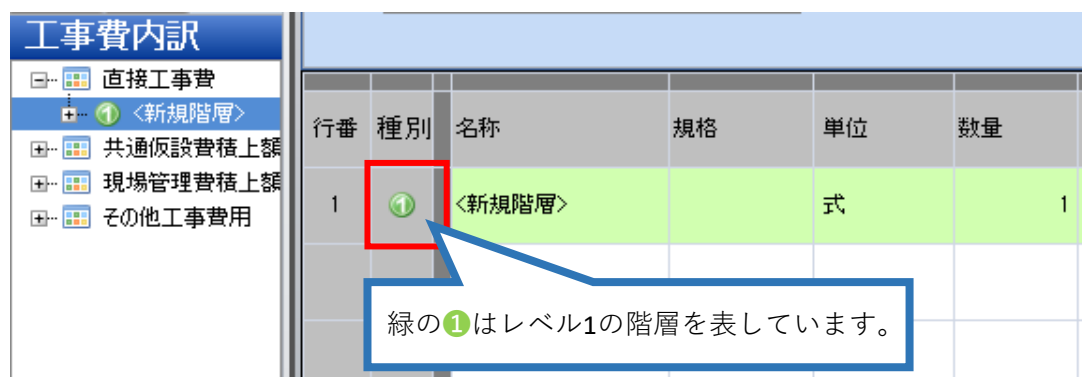 工事費内訳
直接工事費
① <新規階層>
共通仮設費積上額
現場管理費積上額
その他工事費用
行番 種別 名称 規格 単位 数量
1 ① <新規階層> 式 1
緑の❶はレベル1の階層を表しています。